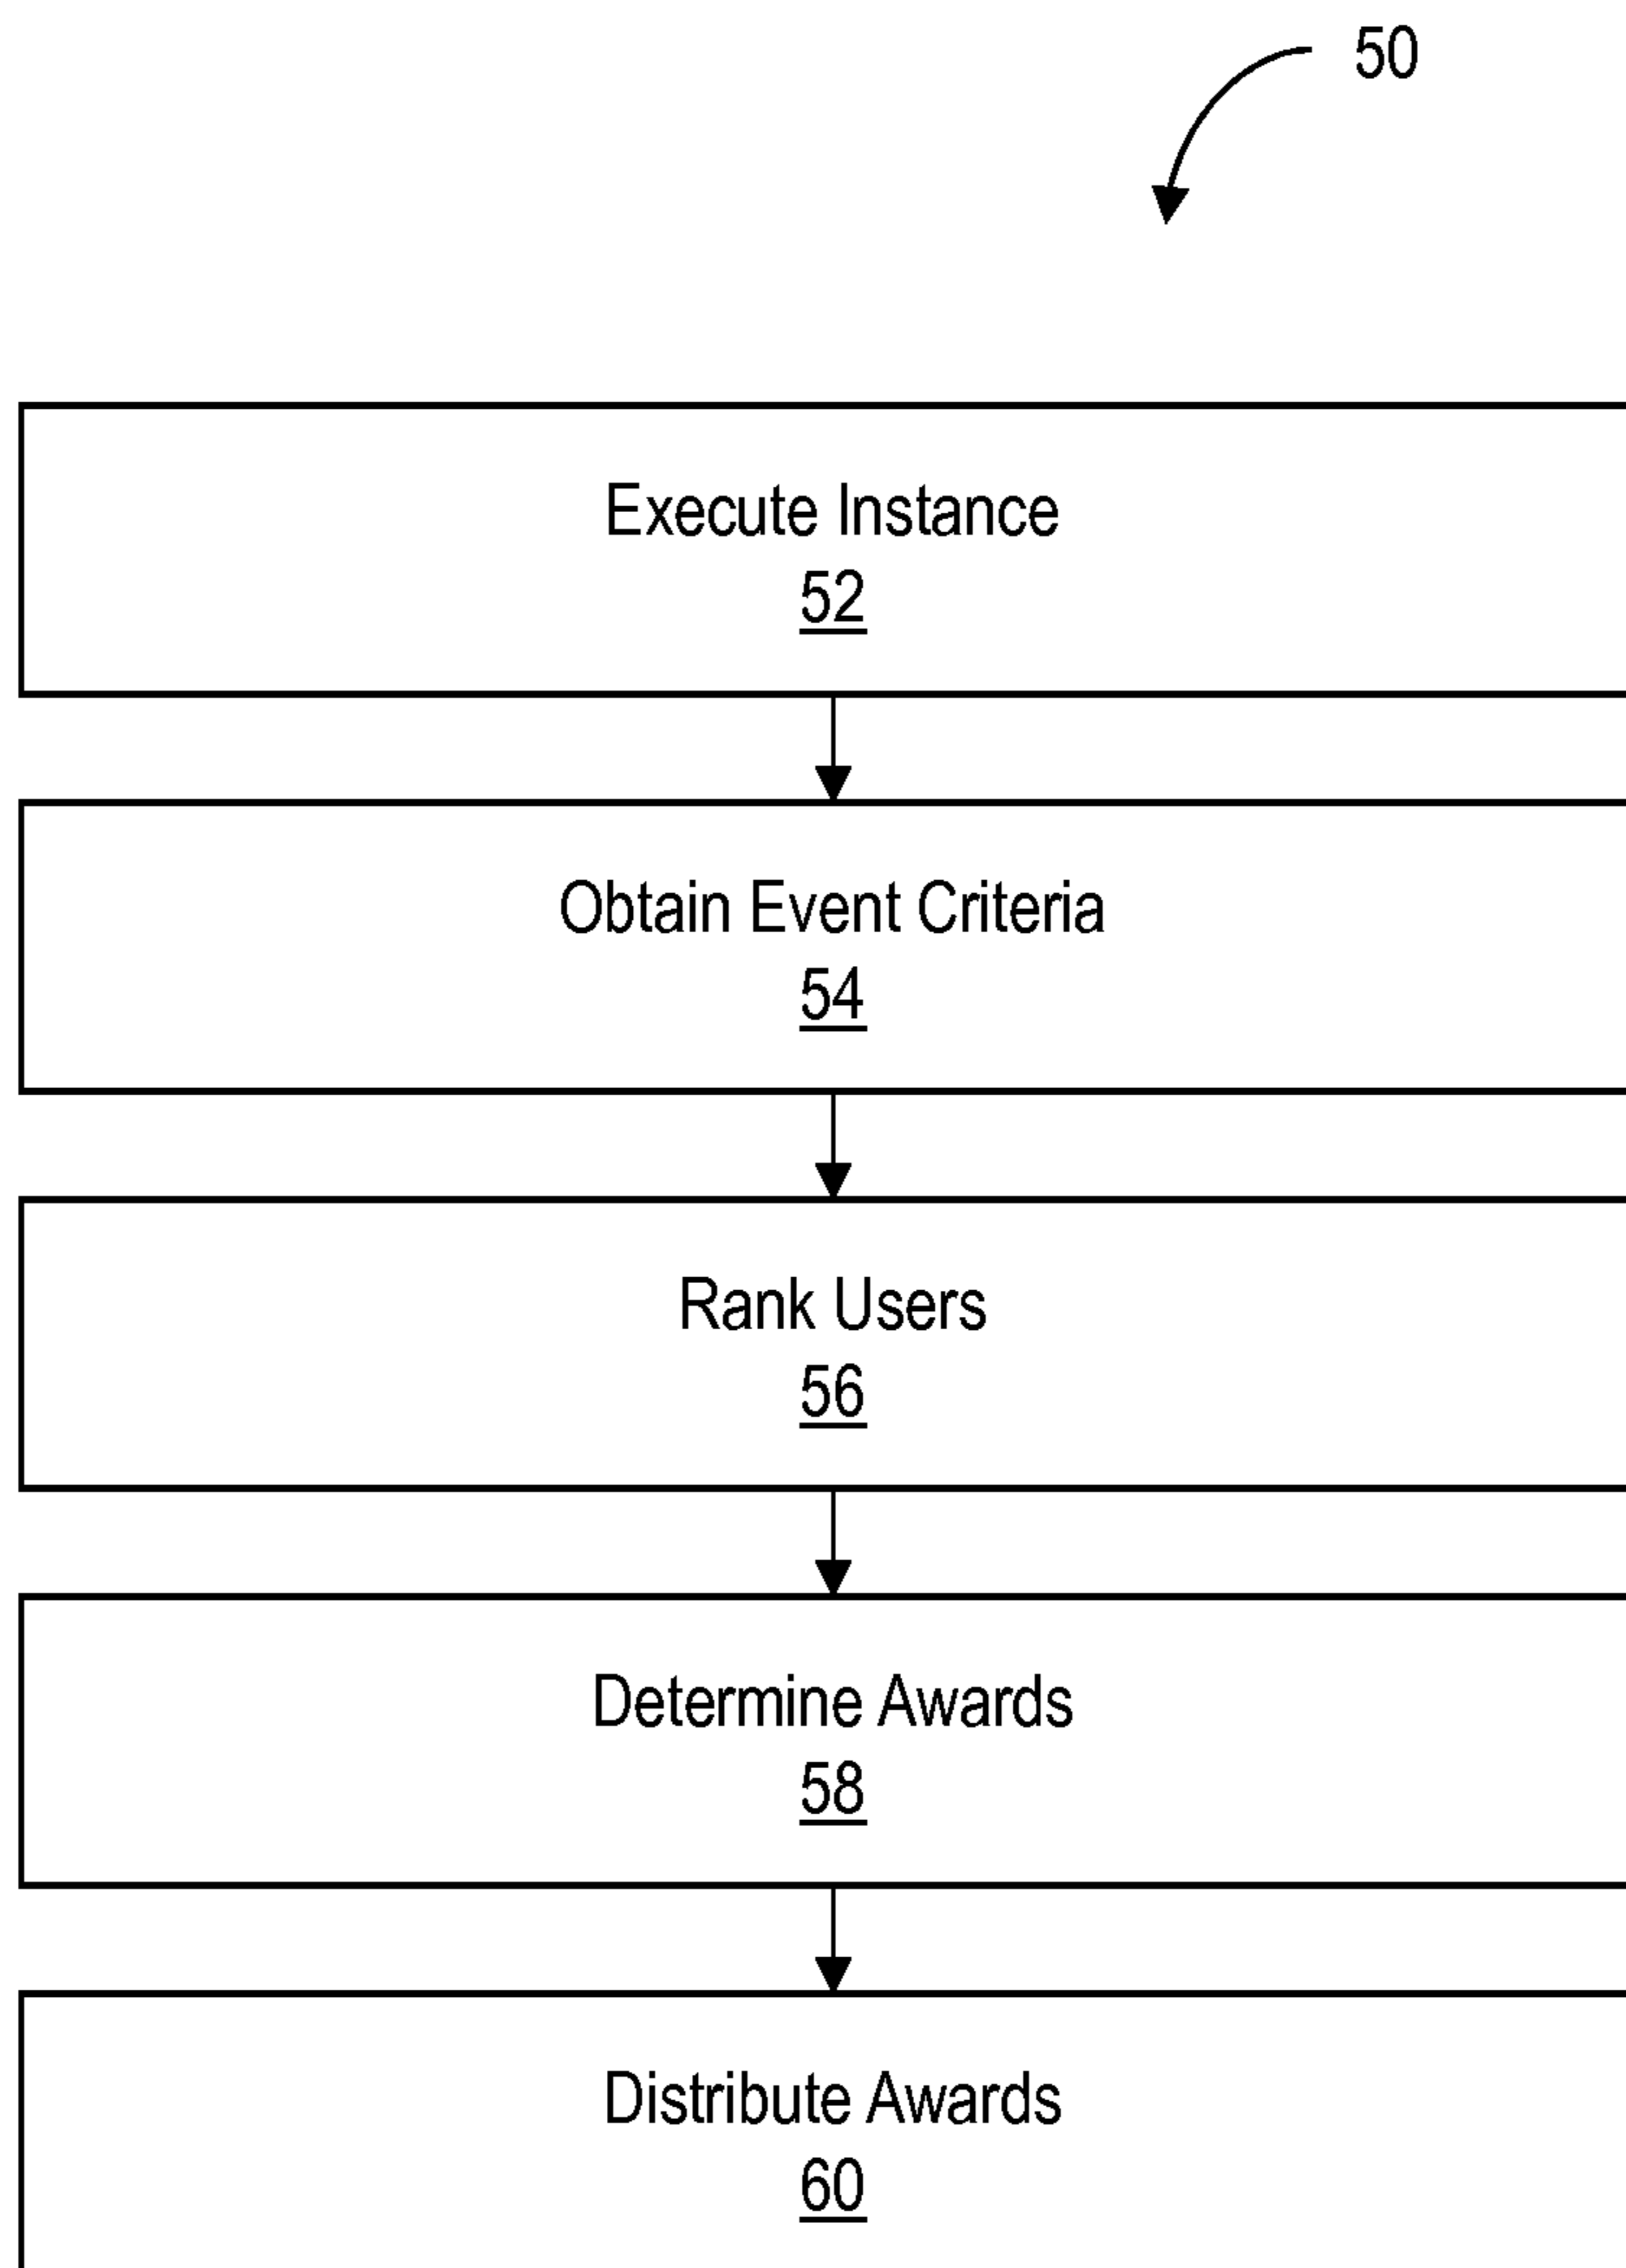 50
Execute Instance
52
Obtain Event Criteria
54
Rank Users
56
Determine Awards
58
Distribute Awards
60